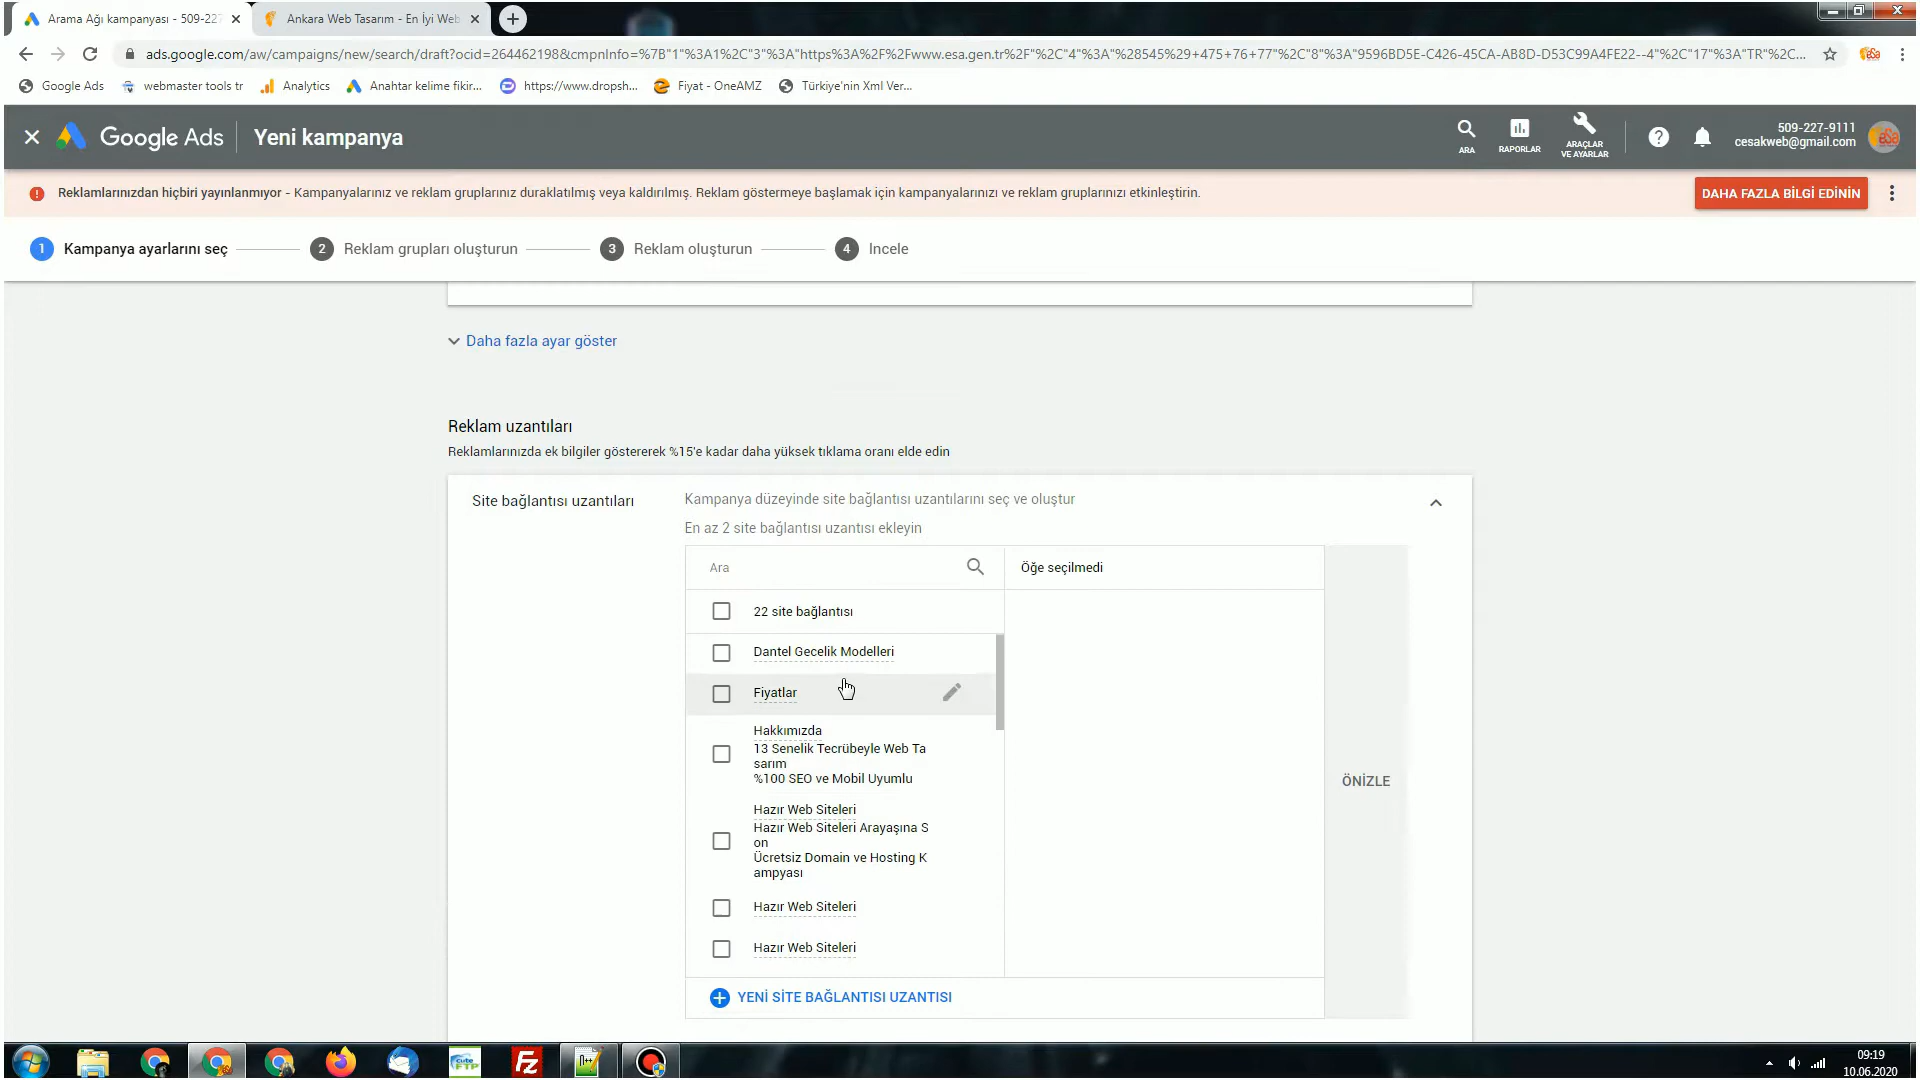 Arama Ağı kampanyası - 509-227
Ankara Web Tasarım - En İyi Web
ads.google.com/aw/campaigns/new/search/draft?ocid=264462198&cmpnInfo=%7B"1"%3A1%2C"3"%3A"https%3A%2F%2Fwww.esa.gen.tr%2F"%2C"4"%3A"%28545%29+475+76+77"%2C"8"%3A"9596BD5E-C426-45CA-AB8D-D53C99A4FE22--4"%2C"17"%3A"TR"%2C...
Google Ads
webmaster tools tr
Analytics
Anahtar kelime fikir...
https://www.dropsh...
Fiyat - OneAMZ
Türkiye'nin Xml Ver...
Google Ads
Yeni kampanya
ARA
RAPORLAR
ARAÇLAR
VE AYARLAR
509-227-9111
cesakweb@gmail.com
Reklamlarınızdan hiçbiri yayınlanmıyor - Kampanyalarınız ve reklam gruplarınız duraklatılmış veya kaldırılmış. Reklam göstermeye başlamak için kampanyalarınızı ve reklam gruplarınızı etkinleştirin.
DAHA FAZLA BİLGİ EDİNİN
1 Kampanya ayarlarını seç
2 Reklam grupları oluşturun
3 Reklam oluşturun
4 Incele
Daha fazla ayar göster
Reklam uzantıları
Reklamlarınızda ek bilgiler göstererek %15'e kadar daha yüksek tıklama oranı elde edin
Site bağlantısı uzantıları
Kampanya düzeyinde site bağlantısı uzantılarını seç ve oluştur
En az 2 site bağlantısı uzantısı ekleyin
Ara
Öğe seçilmedi
22 site bağlantısı
Dantel Gecelik Modelleri
Fiyatlar
Hakkımızda
13 Senelik Tecrübeyle Web Ta
sarım
%100 SEO ve Mobil Uyumlu
Hazır Web Siteleri
Hazır Web Siteleri Arayaşına S
on
Ücretsiz Domain ve Hosting K
ampyası
Hazır Web Siteleri
Hazır Web Siteleri
ÖNİZLE
YENİ SİTE BAĞLANTISI UZANTISI
09:19
10.06.2020